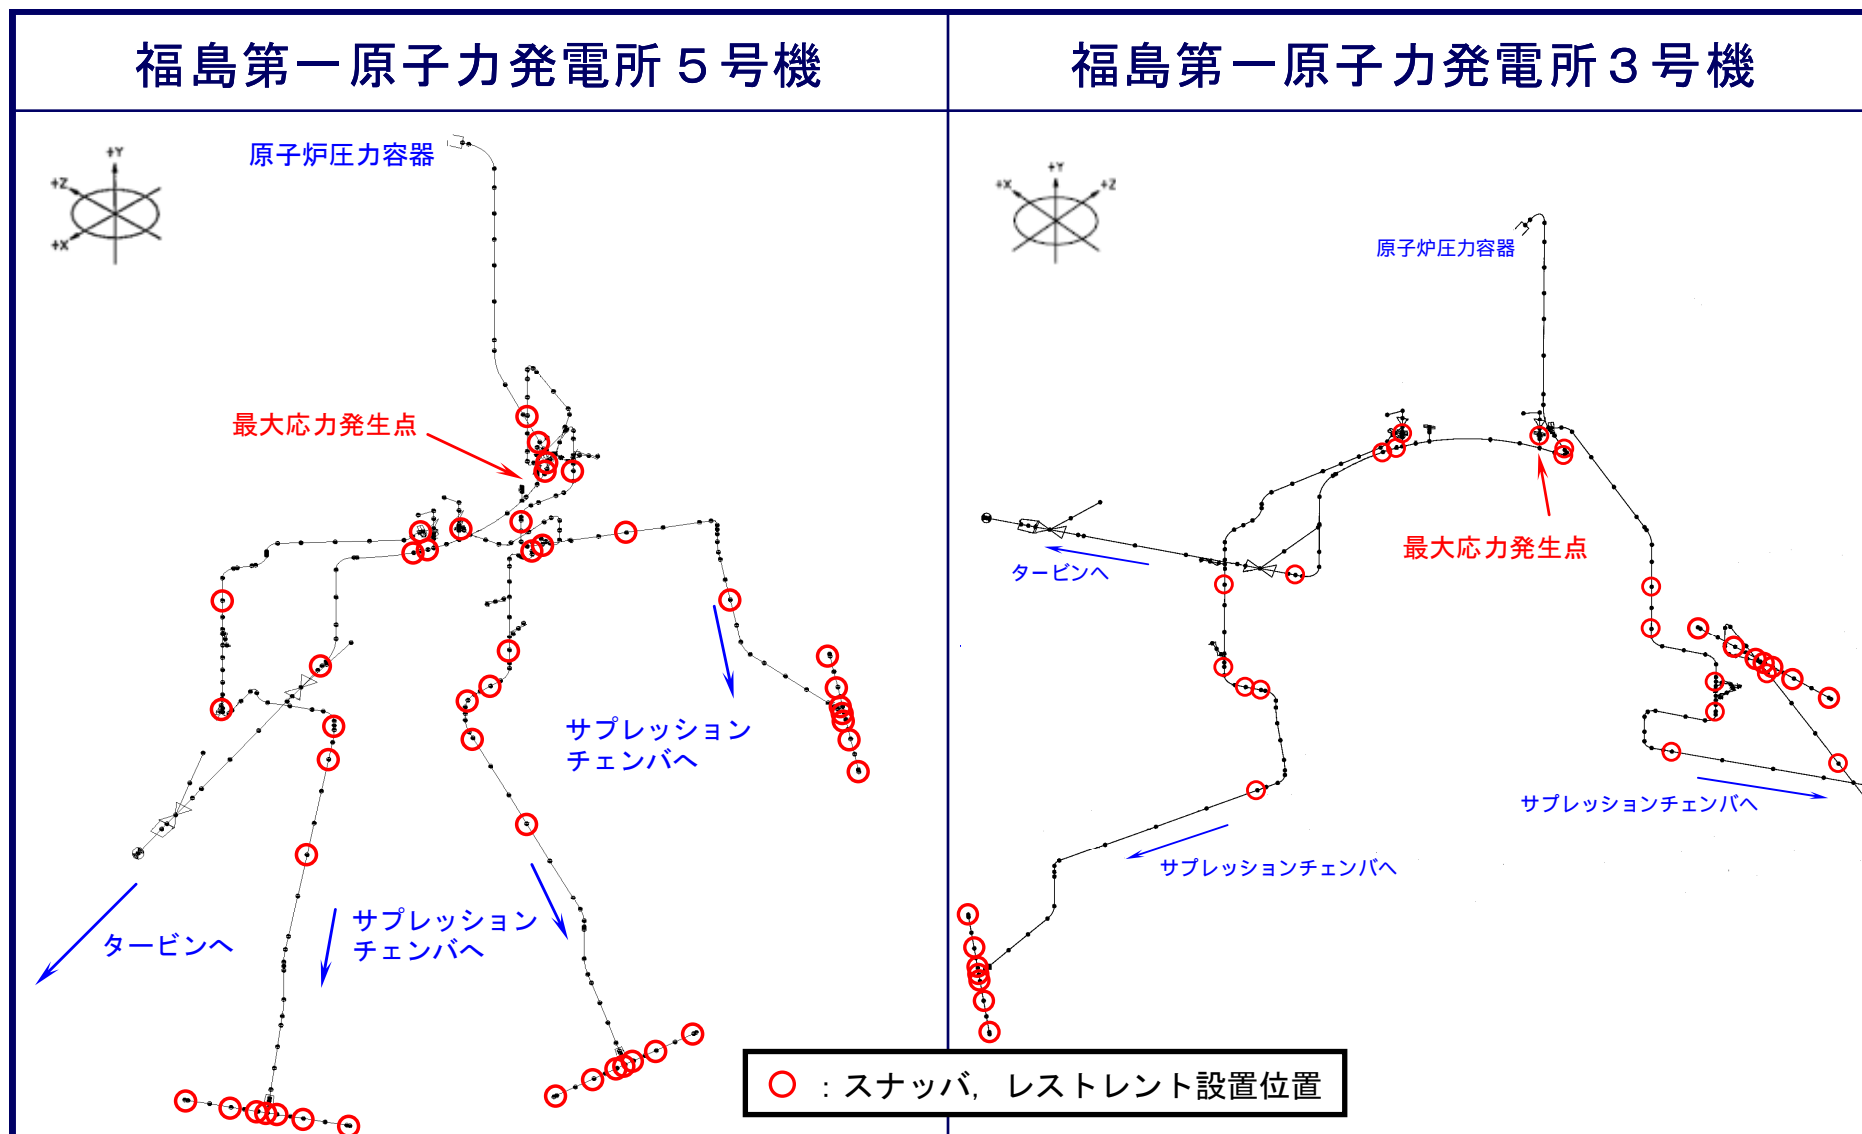 福島第一原子力発電所５号機
福島第一原子力発電所３号機
原子炉圧力容器
+Y
+Z
+X
最大応力発生点
サプレッション
チェンバへ
サプレッション
チェンバへ
タービンへ
+Y
+X
+Z
原子炉圧力容器
最大応力発生点
タービンへ
サプレッションチェンバへ
サプレッションチェンバへ
：スナッバ，レストレント設置位置